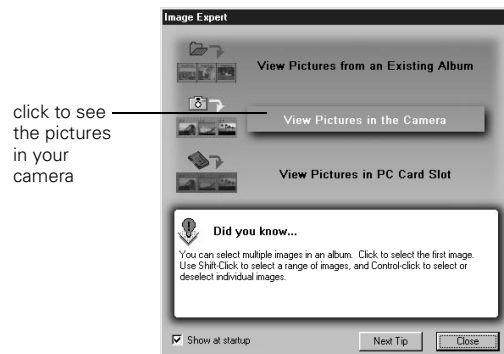 Image Expert
View Pictures from an Existing Album
click to see
the pictures
in your
camera
View Pictures in the Camera
View Pictures in PC Card Slot
Did you know...
You can select multiple images in an album. Click to select the first image.
Use Shift-Click to select a range of images, and Control-click to select or
deselect individual images.
Show at startup
Next Tip
Close